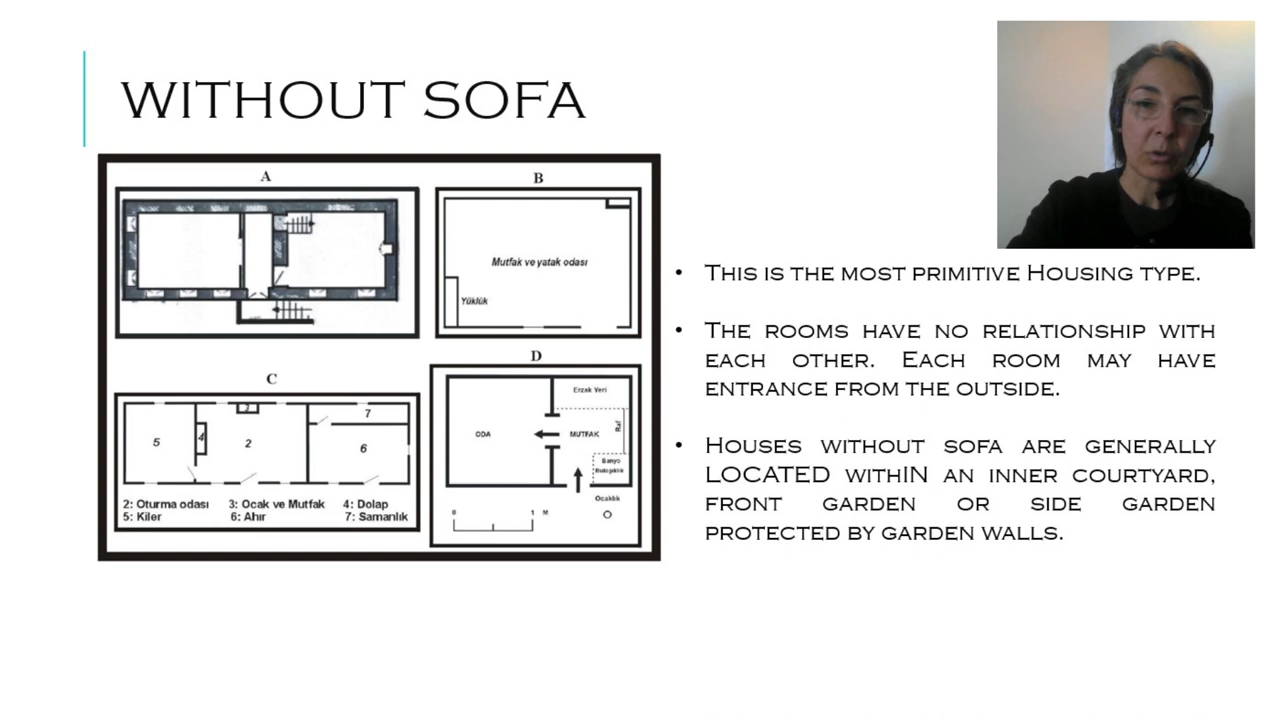 WITHOUT SOFA
A
B
Mutfak ve yatak odası
Yüklük
C
5
4
3
2
7
6
2: Oturma odası 3: Ocak ve Mutfak 4: Dolap
5: Kiler 6: Ahır 7: Samanlık
D
Erzak Yeri
ODA
MUTFAK
Raf
Banyo
Bulaşıklık
Ocaklık
0 1 M
• THIS IS THE MOST PRIMITIVE HOUSING TYPE.
• THE ROOMS HAVE NO RELATIONSHIP WITH
EACH OTHER. EACH ROOM MAY HAVE
ENTRANCE FROM THE OUTSIDE.
• HOUSES WITHOUT SOFA ARE GENERALLY
LOCATED WITHIN AN INNER COURTYARD,
FRONT GARDEN OR SIDE GARDEN
PROTECTED BY GARDEN WALLS.